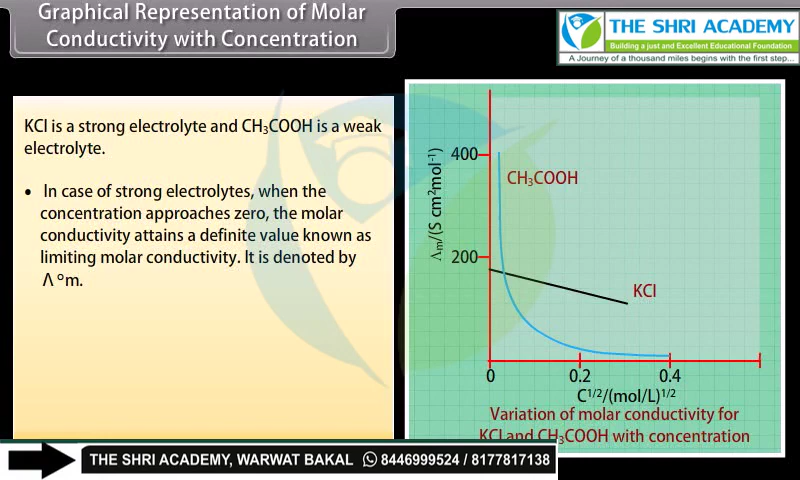 Graphical Representation of Molar
Conductivity with Concentration
THE SHRI ACADEMY
Building a just and Excellent Educational Foundation
A Journey of a thousand miles begins with the first step...
KCl is a strong electrolyte and CH₃COOH is a weak
electrolyte.
• In case of strong electrolytes, when the
concentration approaches zero, the molar
conductivity attains a definite value known as
limiting molar conductivity. It is denoted by
Λ°m.
Λₘ/(S cm²mol⁻¹)
400
CH₃COOH
200
KCl
0 0.2 0.4
C¹/²/(mol/L)¹/²
Variation of molar conductivity for
KCl and CH₃COOH with concentration
THE SHRI ACADEMY, WARWAT BAKAL 8446999524 / 8177817138